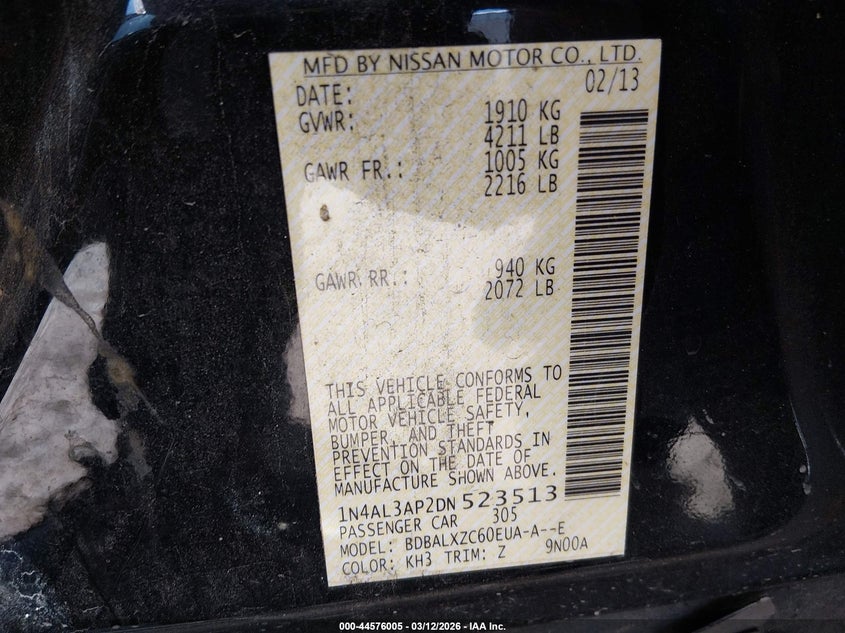 MFD BY NISSAN MOTOR CO., LTD.
DATE: 02/13
GVWR: 1910 KG
4211 LB
GAWR FR.: 1005 KG
2216 LB
GAWR RR.: 940 KG
2072 LB
THIS VEHICLE CONFORMS TO
ALL APPLICABLE FEDERAL
MOTOR VEHICLE SAFETY,
BUMPER, AND THEFT
PREVENTION STANDARDS IN
EFFECT ON THE DATE OF
MANUFACTURE SHOWN ABOVE.
1N4AL3AP2DN523513
PASSENGER CAR 305
MODEL: BDBALXZC60EUA-A--E
COLOR: KH3 TRIM: Z 9N00A
000-44576005 - 03/12/2026 - IAA Inc.